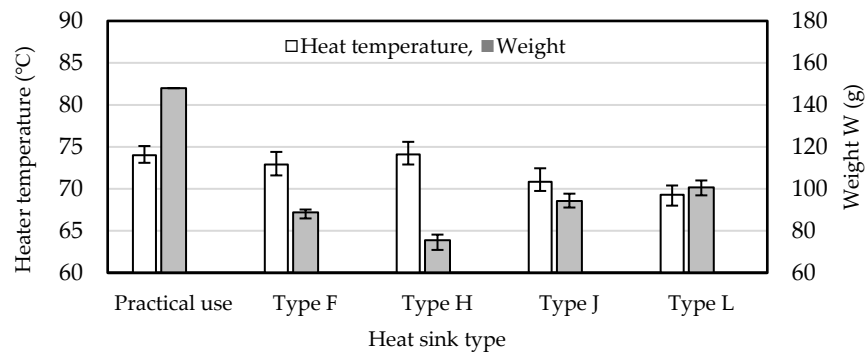 Heater temperature (℃)
90
85
80
75
70
65
60
Heat temperature, Weight
180
160
140
120
100
80
60
Weight W (g)
Practical use Type F Type H Type J Type L
Heat sink type